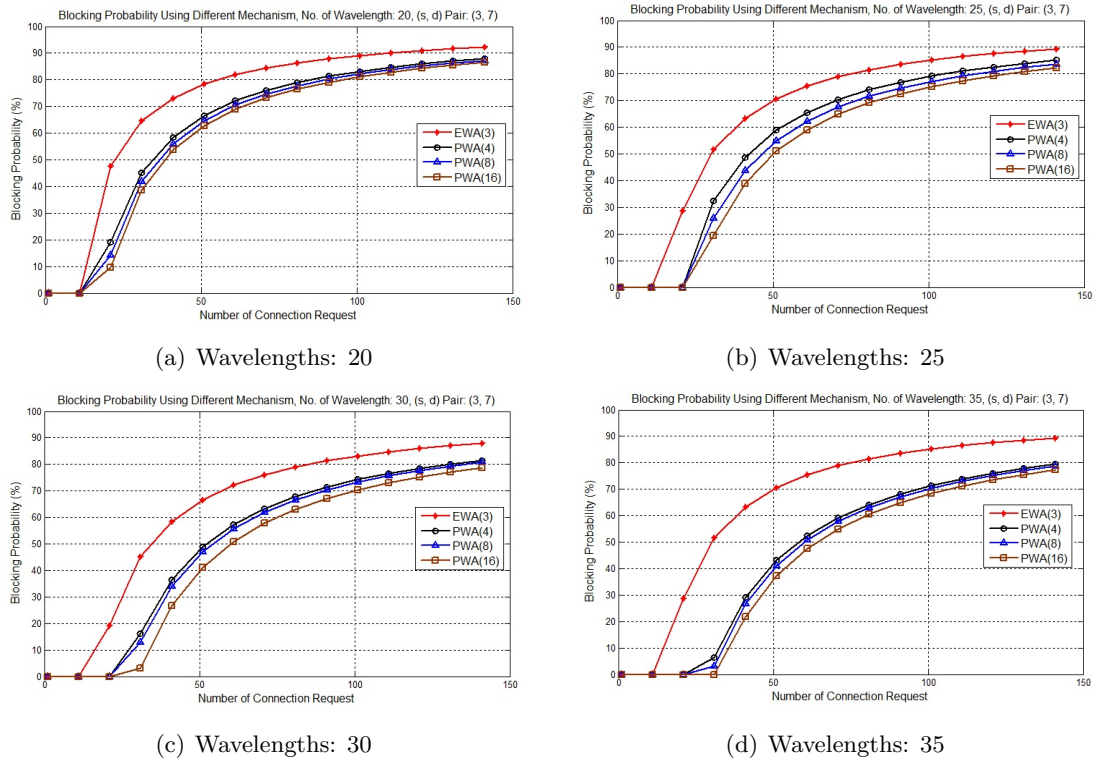 Blocking Probability Using Different Mechanism, No. of Wavelength: 20, (s, d) Pair: (3, 7)
100
90
80
70
60
50
40
30
20
10
0
Blocking Probability (%)
EWA(3)
PWA(4)
PWA(8)
PWA(16)
0
50
100
150
Number of Connection Request
(a) Wavelengths: 20
Blocking Probability Using Different Mechanism, No. of Wavelength: 25, (s, d) Pair: (3, 7)
100
90
80
70
60
50
40
30
20
10
0
Blocking Probability (%)
EWA(3)
PWA(4)
PWA(8)
PWA(16)
0
50
100
150
Number of Connection Request
(b) Wavelengths: 25
Blocking Probability Using Different Mechanism, No. of Wavelength: 30, (s, d) Pair: (3, 7)
100
90
80
70
60
50
40
30
20
10
0
Blocking Probability (%)
EWA(3)
PWA(4)
PWA(8)
PWA(16)
0
50
100
150
Number of Connection Request
(c) Wavelengths: 30
Blocking Probability Using Different Mechanism, No. of Wavelength: 35, (s, d) Pair: (3, 7)
100
90
80
70
60
50
40
30
20
10
0
Blocking Probability (%)
EWA(3)
PWA(4)
PWA(8)
PWA(16)
0
50
100
150
Number of Connection Request
(d) Wavelengths: 35